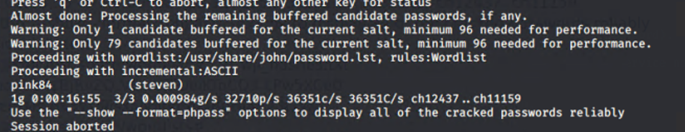 Press 'q' or Ctrl-C to abort, almost any other key for status
Almost done: Processing the remaining buffered candidate passwords, if any.
Warning: Only 1 candidate buffered for the current salt, minimum 96 needed for performance.
Warning: Only 79 candidates buffered for the current salt, minimum 96 needed for performance.
Proceeding with wordlist:/usr/share/john/password.lst, rules:Wordlist
Proceeding with incremental:ASCII
pink84           (steven)
1g 0:00:16:55  3/3 0.000984g/s 32710p/s 36351c/s 36351C/s ch12437..ch11159
Use the "--show --format=phpass" options to display all of the cracked passwords reliably
Session aborted